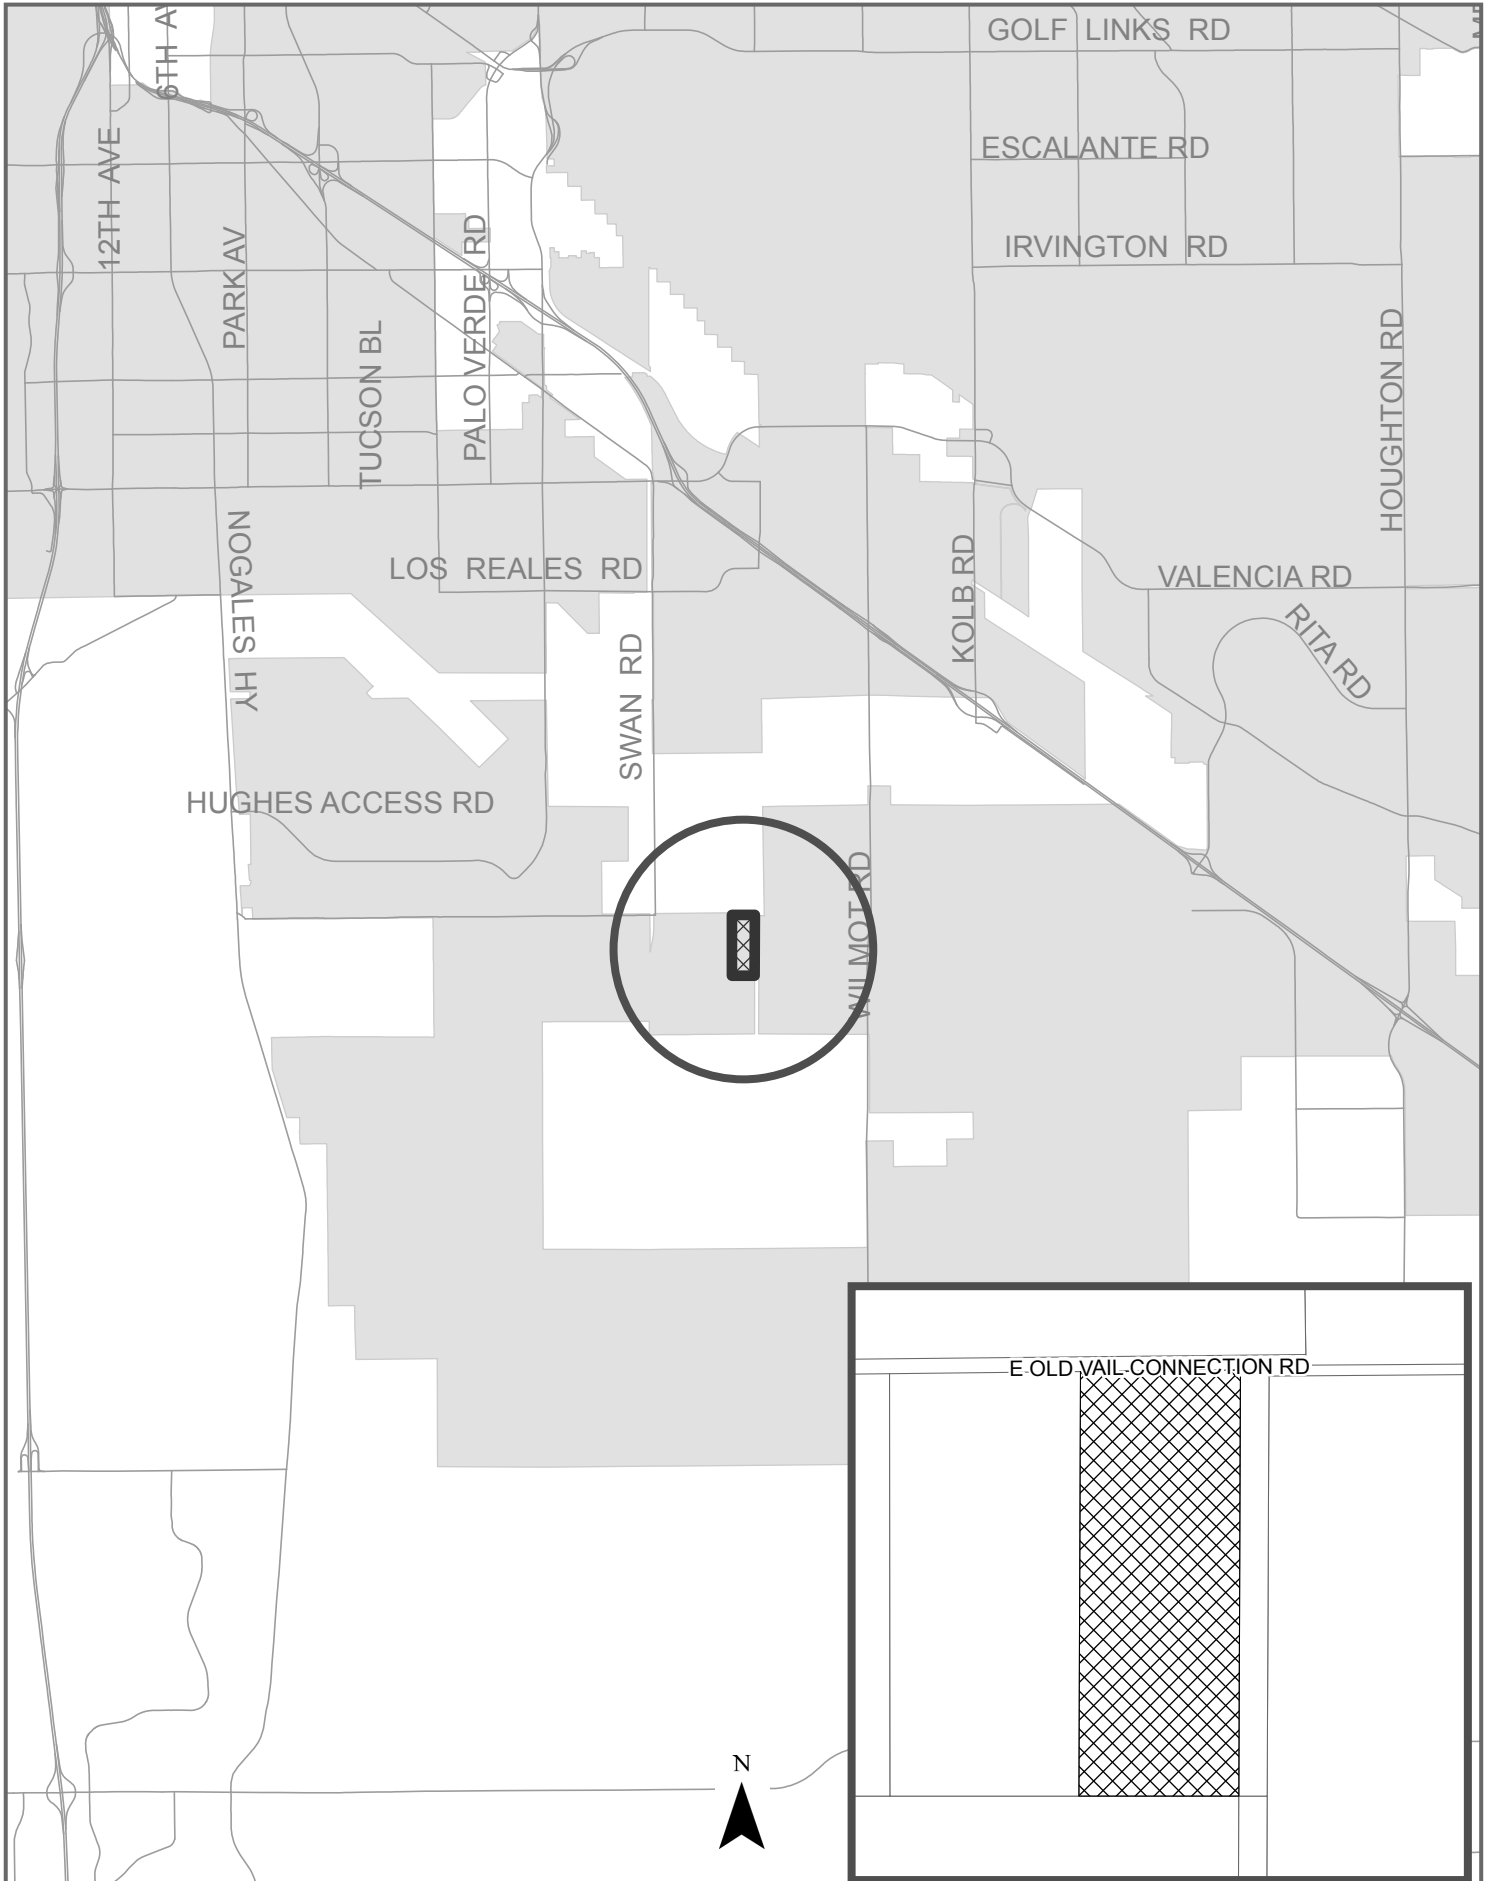 GOLF LINKS RD
6TH AV
ESCALANTE RD
12TH AVE
IRVINGTON RD
PARK AV
PALO VERDE RD
TUCSON BL
HOUGHTON RD
NOGALES HY
LOS REALES RD
KOLB RD
VALENCIA RD
RITA RD
SWAN RD
HUGHES ACCESS RD
WILMOT RD
E OLD VAIL CONNECTION RD
N